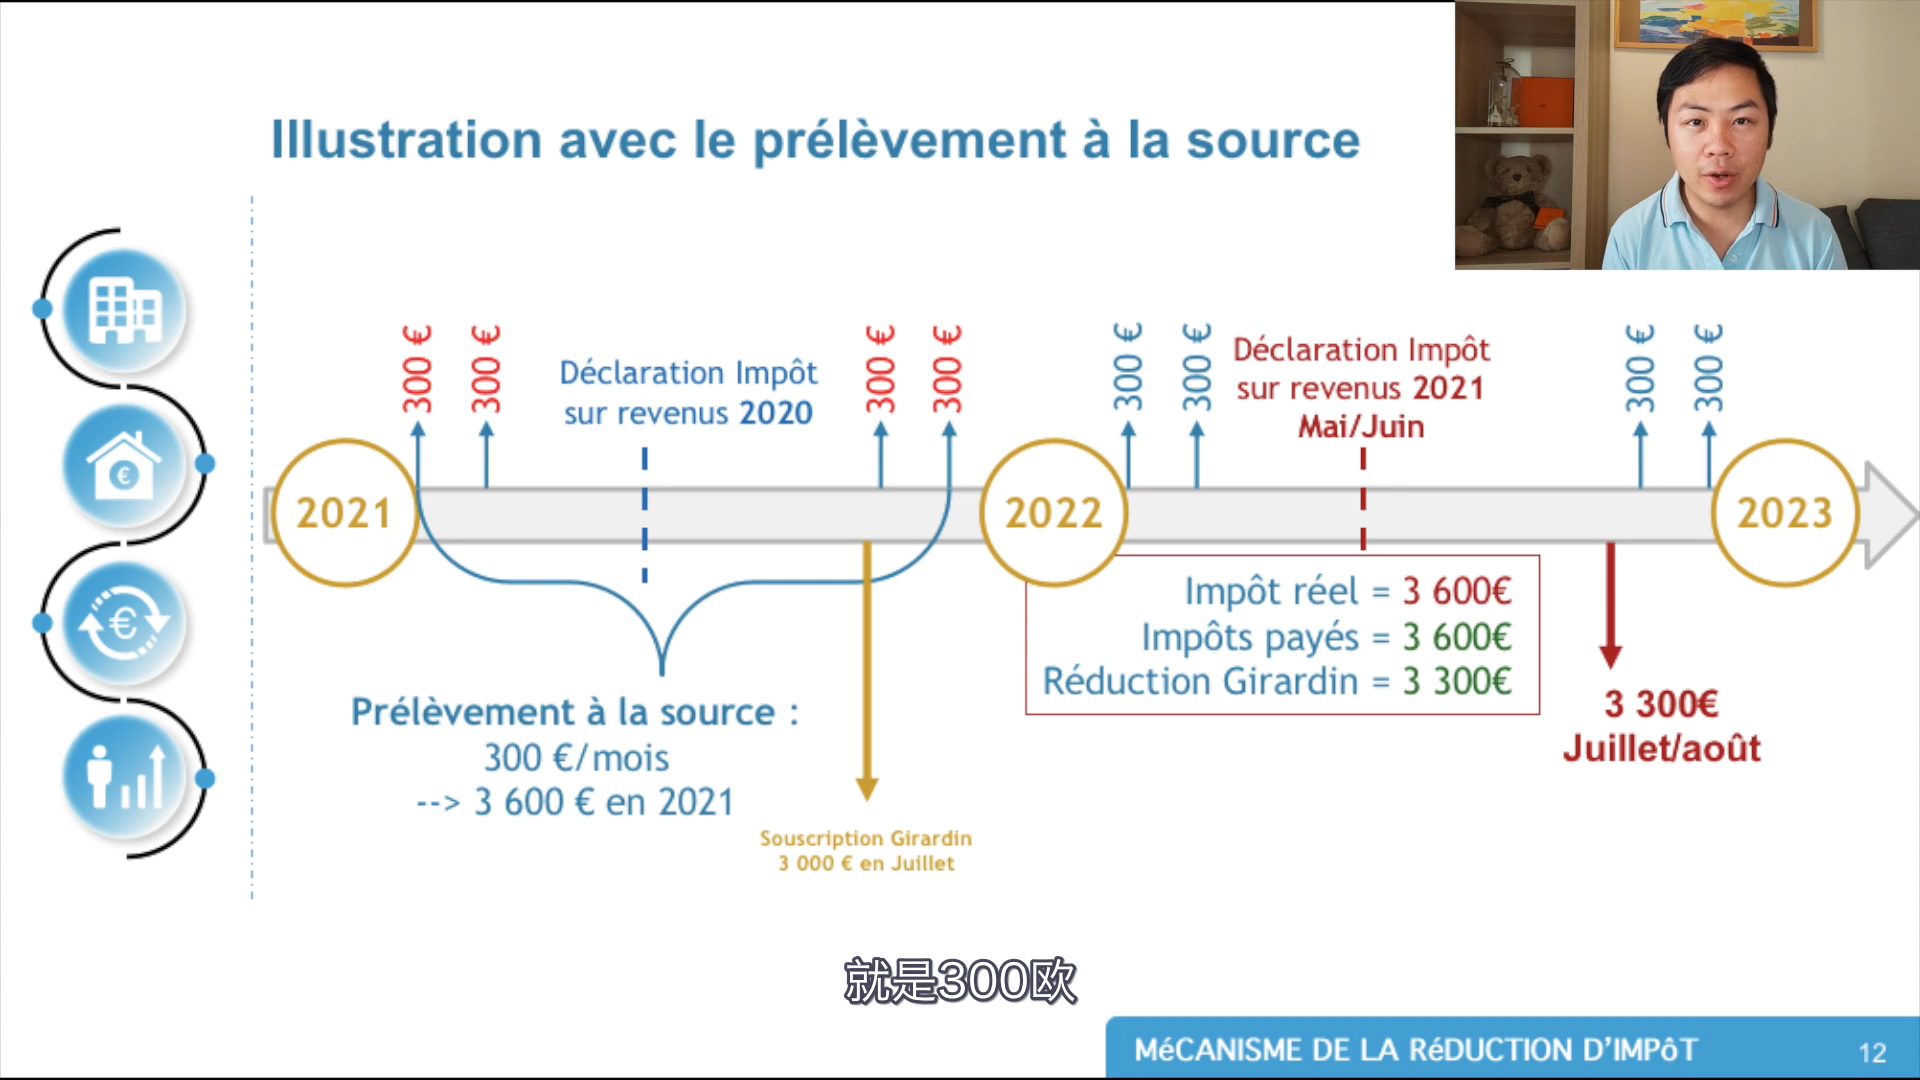 Illustration avec le prélèvement à la source
300 €
300 €
Déclaration Impôt
sur revenus 2020
300 €
300 €
300 €
300 €
Déclaration Impôt
sur revenus 2021
Mai/Juin
300 €
300 €
2021
2022
2023
Impôt réel = 3 600€
Impôts payés = 3 600€
Réduction Girardin = 3 300€
3 300€
Juillet/août
Prélèvement à la source :
300 €/mois
--> 3 600 € en 2021
Souscription Girardin
3 000 € en Juillet
就是300欧
MéCANISME DE LA RéDUCTION D'IMPôT
12